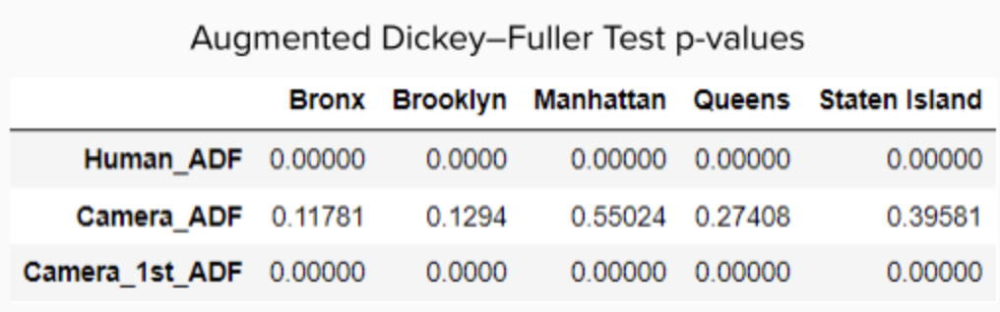 Augmented Dickey–Fuller Test p-values
Bronx Brooklyn Manhattan Queens Staten Island
Human_ADF 0.00000 0.0000 0.00000 0.00000 0.00000
Camera_ADF 0.11781 0.1294 0.55024 0.27408 0.39581
Camera_1st_ADF 0.00000 0.0000 0.00000 0.00000 0.00000